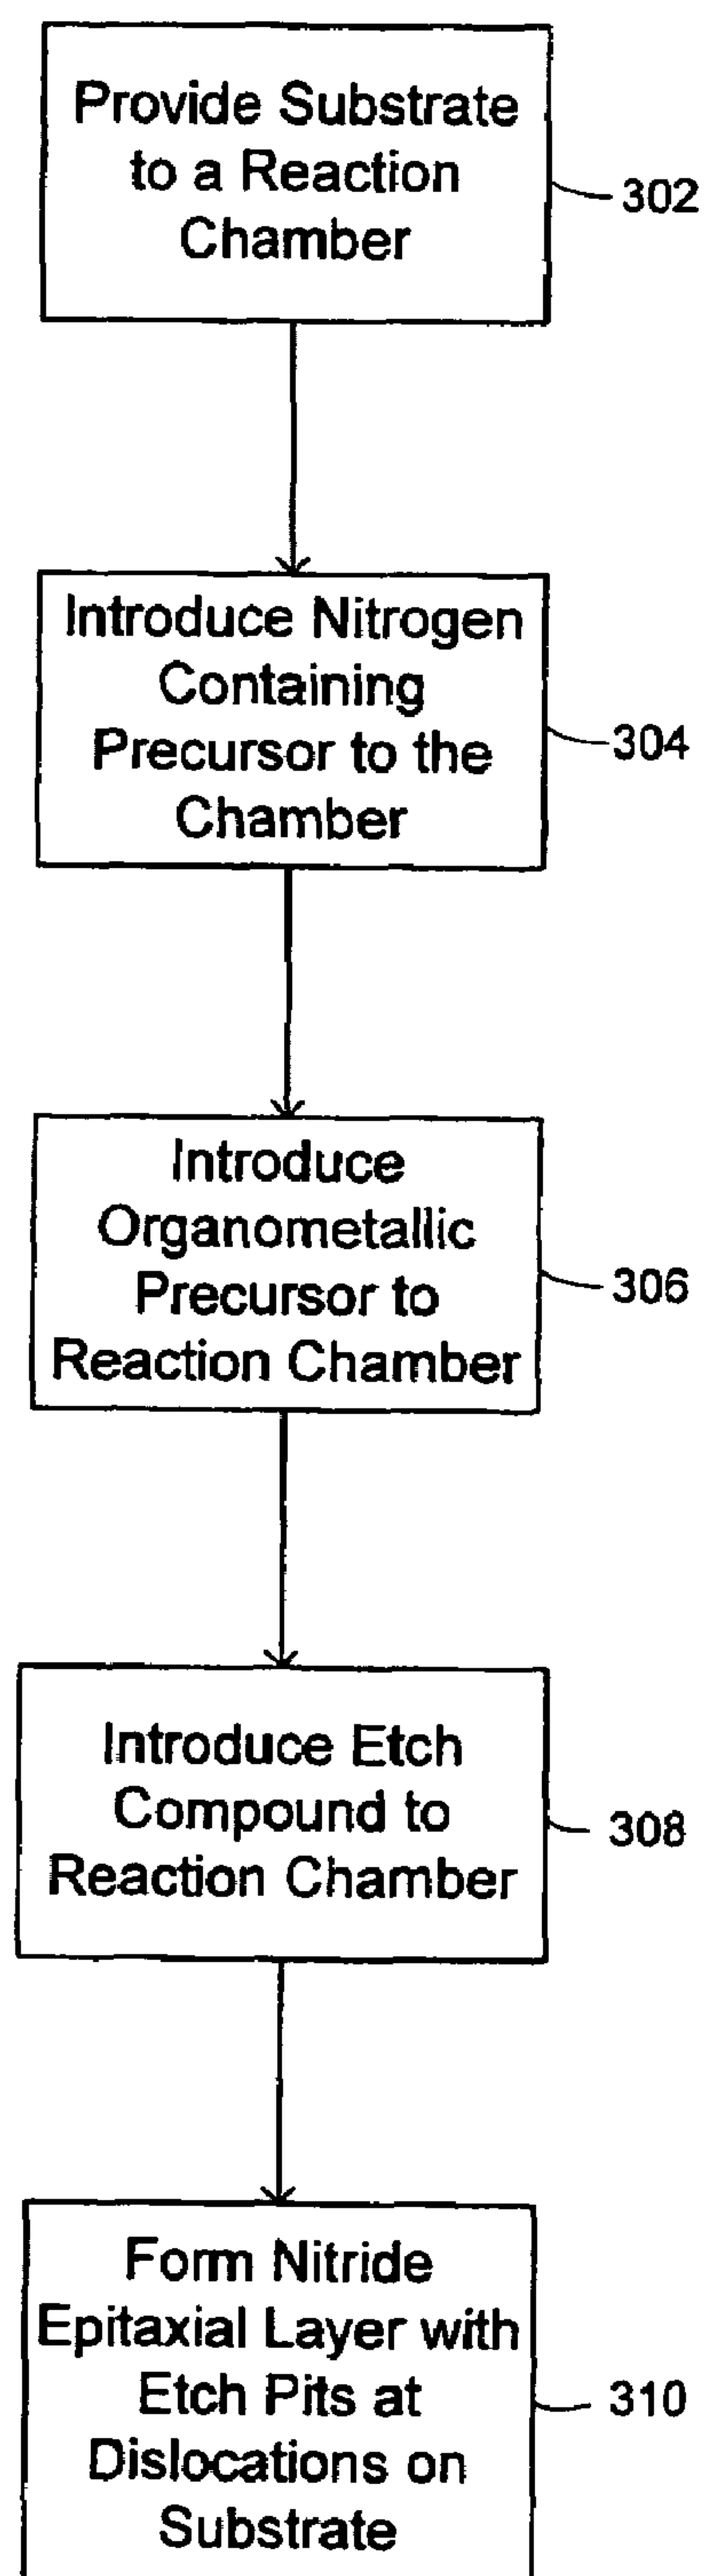 Provide Substrate
to a Reaction
Chamber
302
Introduce Nitrogen
Containing
Precursor to the
Chamber
304
Introduce
Organometallic
Precursor to
Reaction Chamber
306
Introduce Etch
Compound to
Reaction Chamber
308
Form Nitride
Epitaxial Layer with
Etch Pits at
Dislocations on
Substrate
310